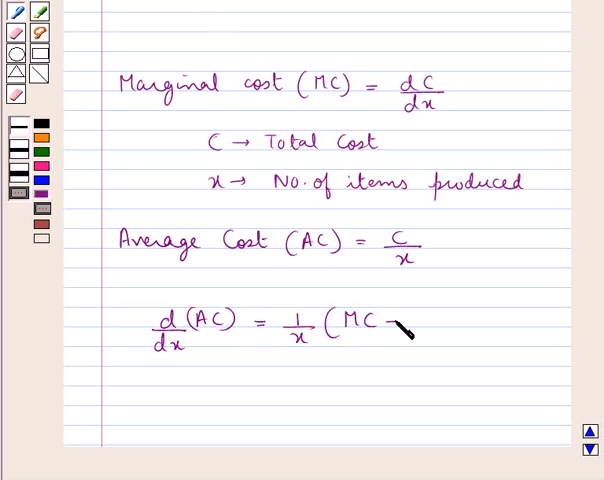 Marginal cost (MC) = dC/dx
C → Total Cost
x → No. of items produced
Average Cost (AC) = C/x
d/dx (AC) = 1/x (MC -